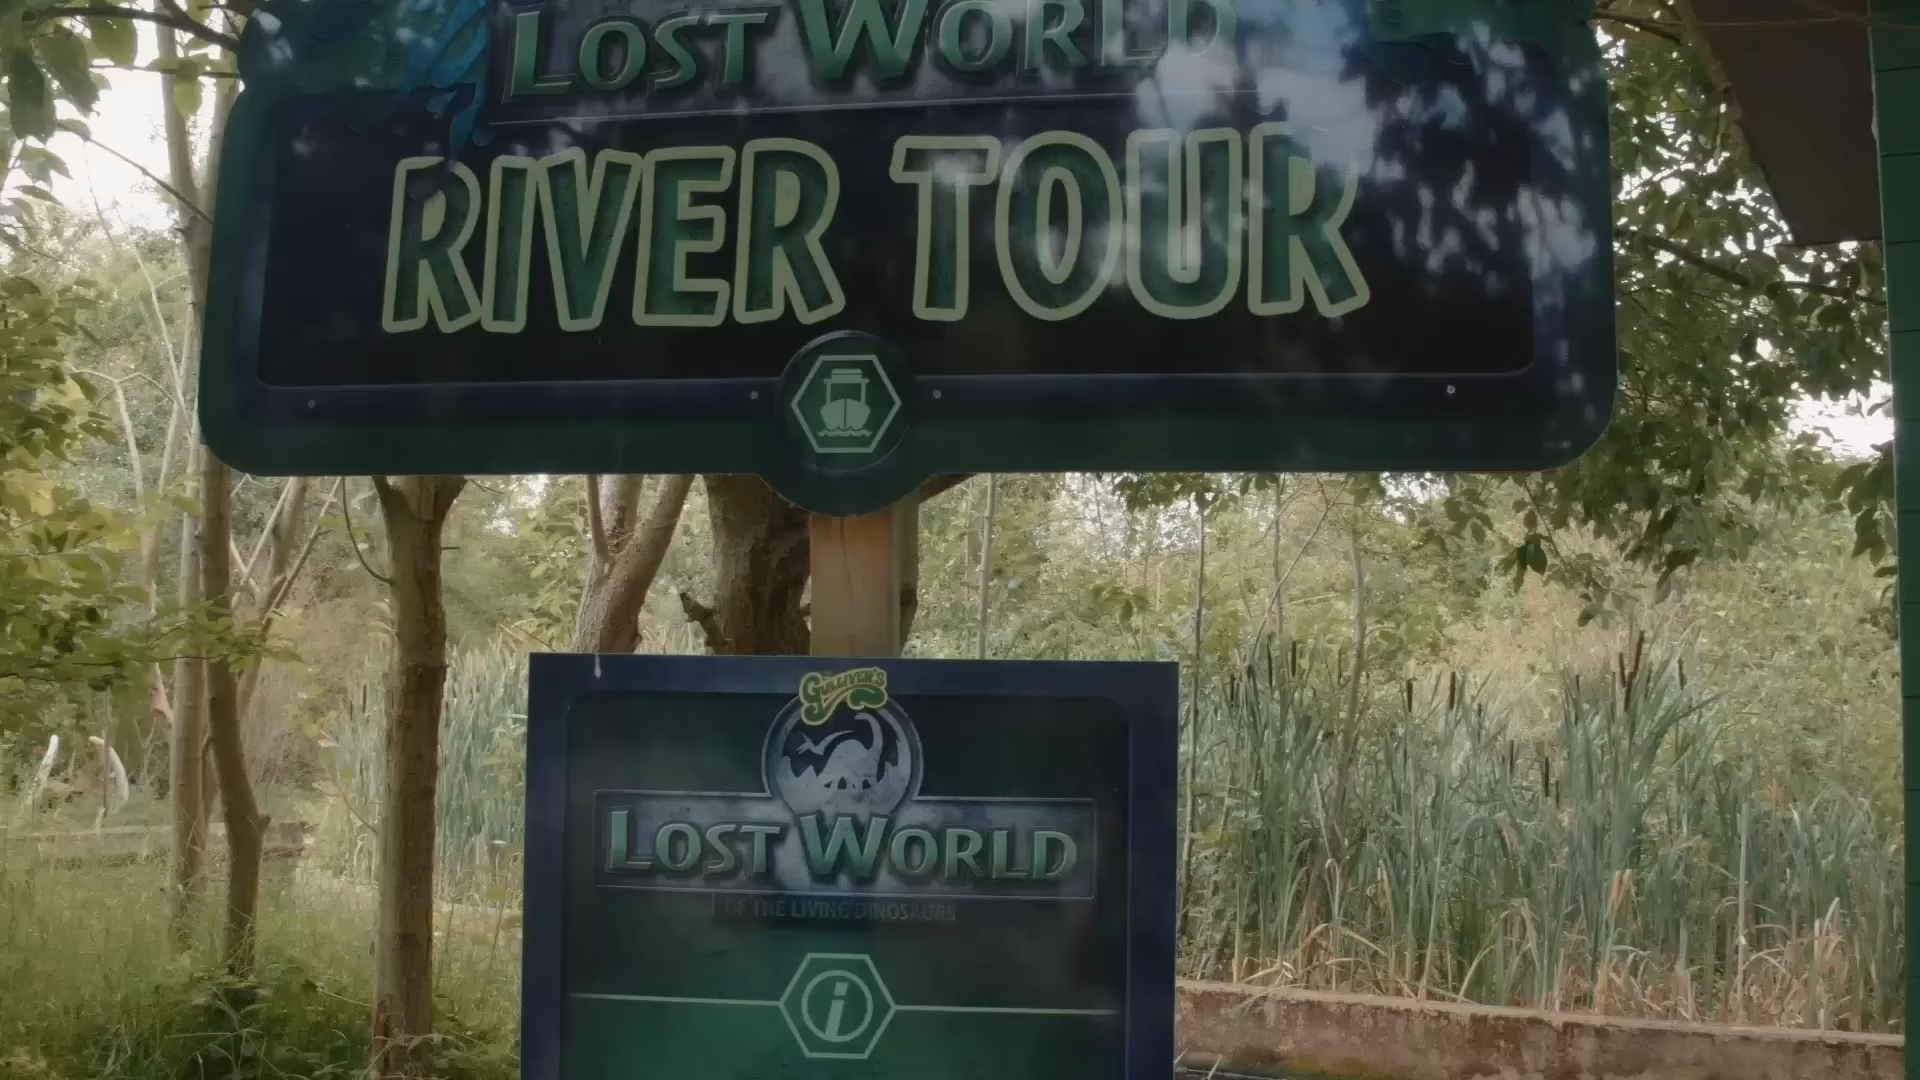 LOST WORLD
RIVER TOUR
GULLIVER'S
LOST WORLD
OF THE LIVING DINOSAURS
i